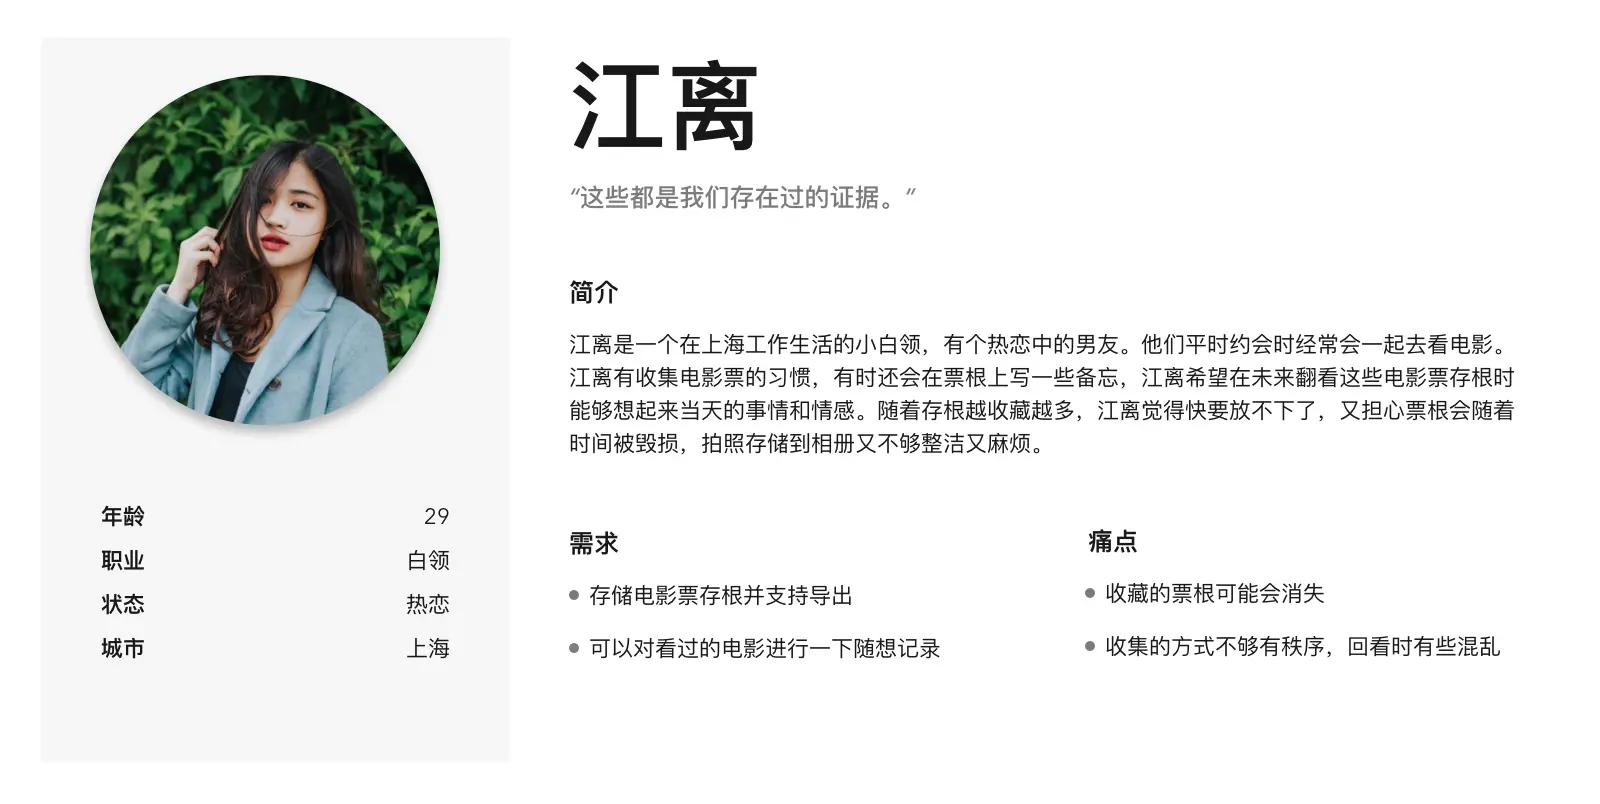 江离
“这些都是我们存在过的证据。”
简介
江离是一个在上海工作生活的小白领，有个热恋中的男友。他们平时约会时经常会一起去看电影。
江离有收集电影票的习惯，有时还会在票根上写一些备忘，江离希望在未来翻看这些电影票存根时
能够想起来当天的事情和情感。随着存根越收藏越多，江离觉得快要放不下了，又担心票根会随着
时间被毁损，拍照存储到相册又不够整洁又麻烦。
年龄 29
职业 白领
状态 热恋
城市 上海
需求
存储电影票存根并支持导出
可以对看过的电影进行一下随想记录
痛点
收藏的票根可能会消失
收集的方式不够有秩序，回看时有些混乱